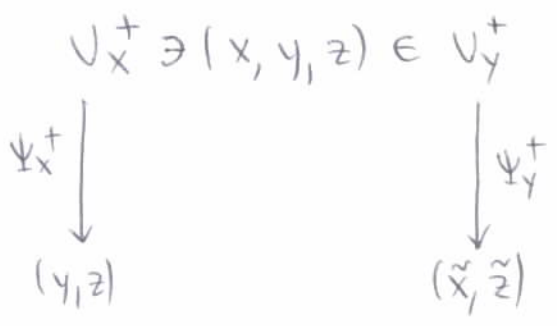 U_x^+ ∋ (x, y, z) ∈ U_y^+
Ψ_x^+ Ψ_y^+
(y, z) (x̃, z̃)